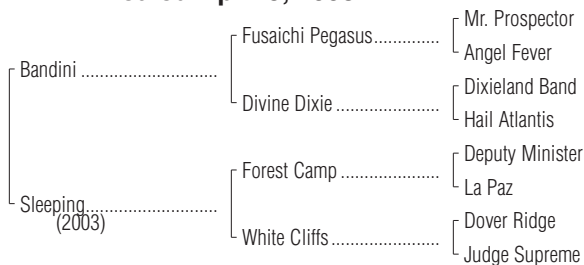 Fusaichi Pegasus
Mr. Prospector
Angel Fever
Bandini
Divine Dixie
Dixieland Band
Hail Atlantis
Forest Camp
Deputy Minister
La Paz
Sleeping
(2003)
White Cliffs
Dover Ridge
Judge Supreme